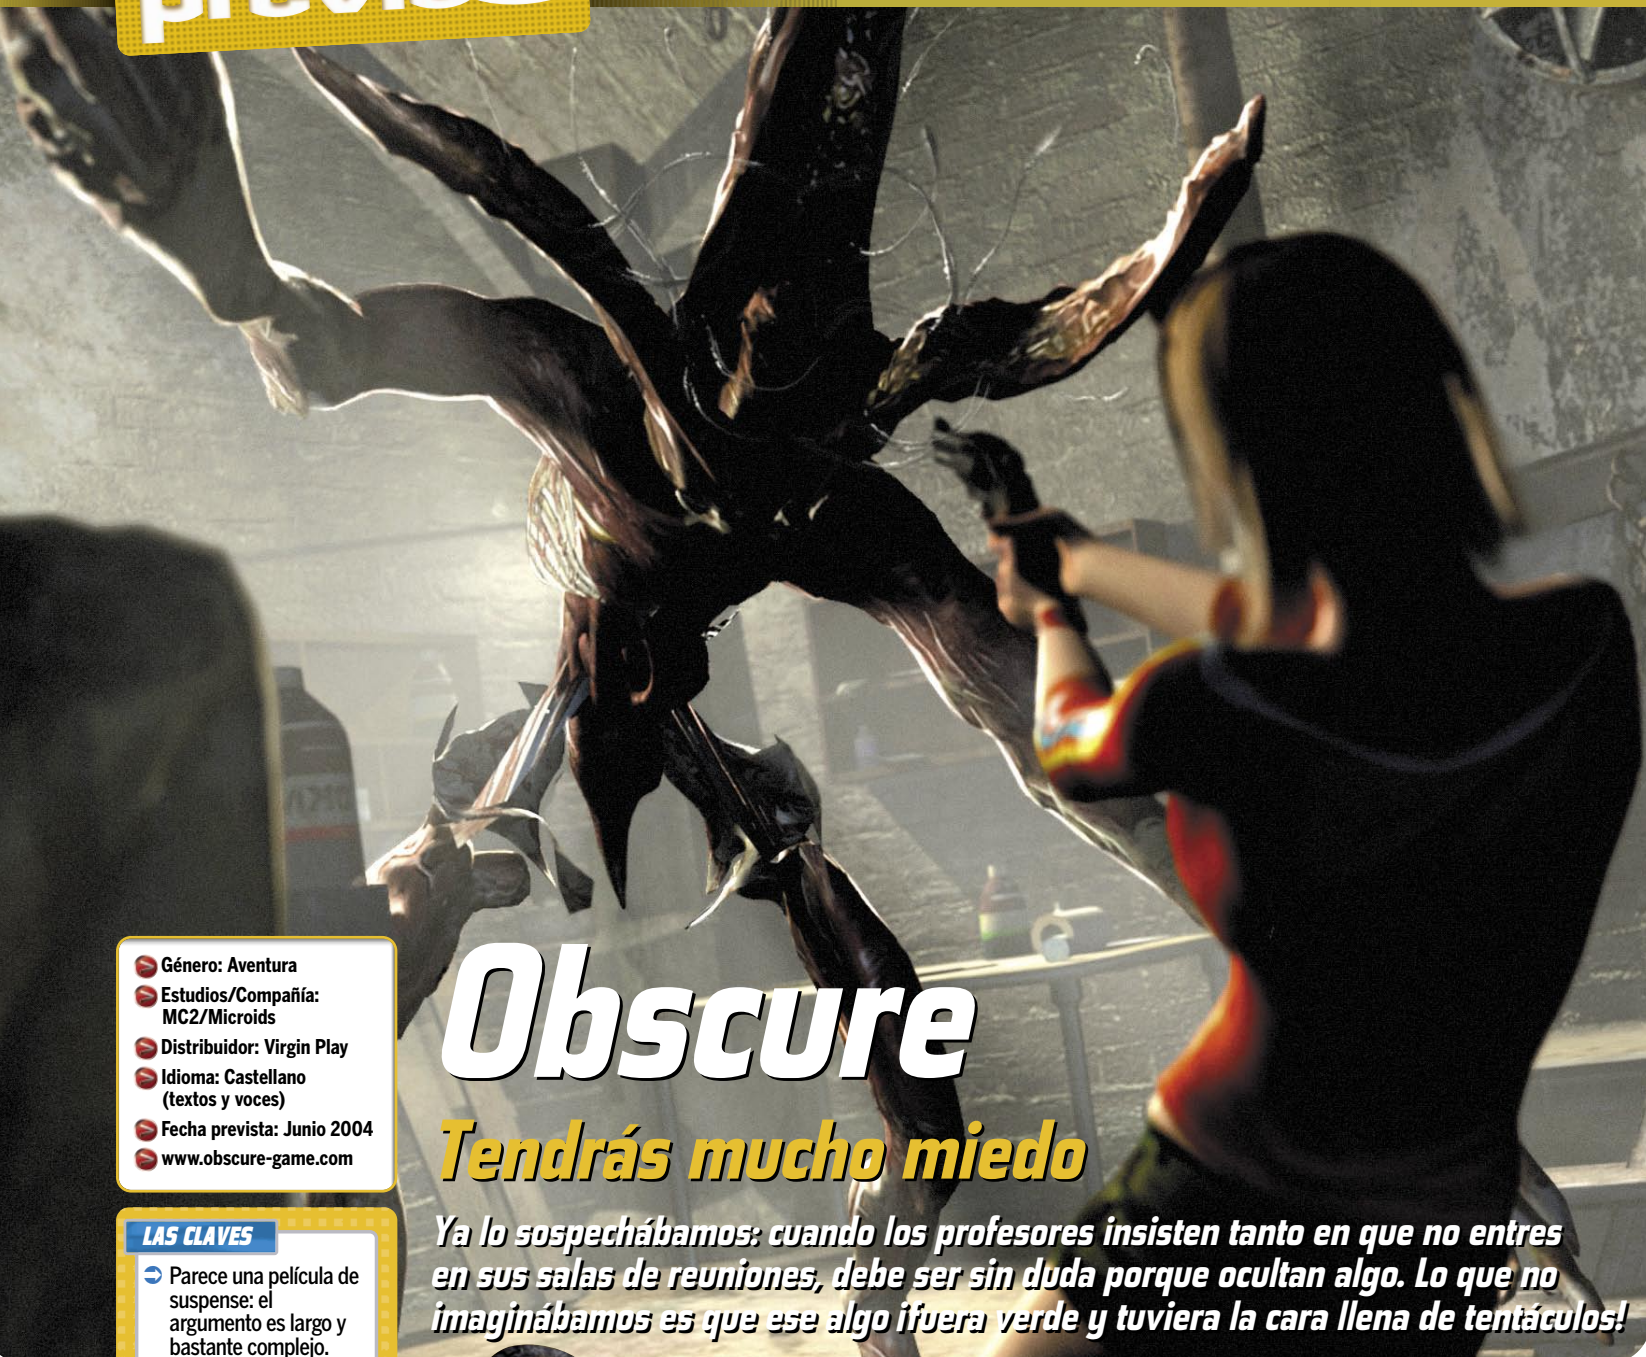 Género: Aventura
Estudios/Compañía:
MC2/Microids
Distribuidor: Virgin Play
Idioma: Castellano
(textos y voces)
Fecha prevista: Junio 2004
www.obscure-game.com
LAS CLAVES
Parece una película de
suspense: el
argumento es largo y
bastante complejo.
Obscure
Tendrás mucho miedo
Ya lo sospechábamos: cuando los profesores insisten tanto en que no entres
en sus salas de reuniones, debe ser sin duda porque ocultan algo. Lo que no
imaginábamos es que ese algo ¡fuera verde y tuviera la cara llena de tentáculos!